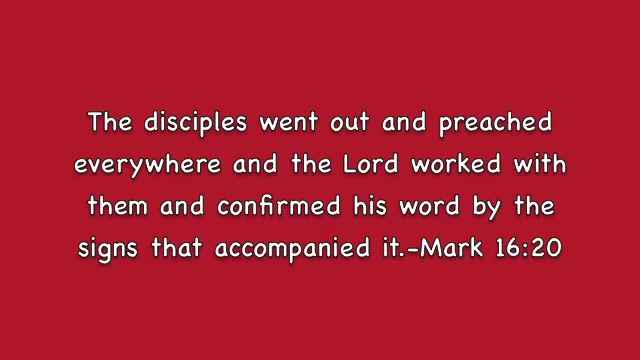 The disciples went out and preached
everywhere and the Lord worked with
them and confirmed his word by the
signs that accompanied it.-Mark 16:20